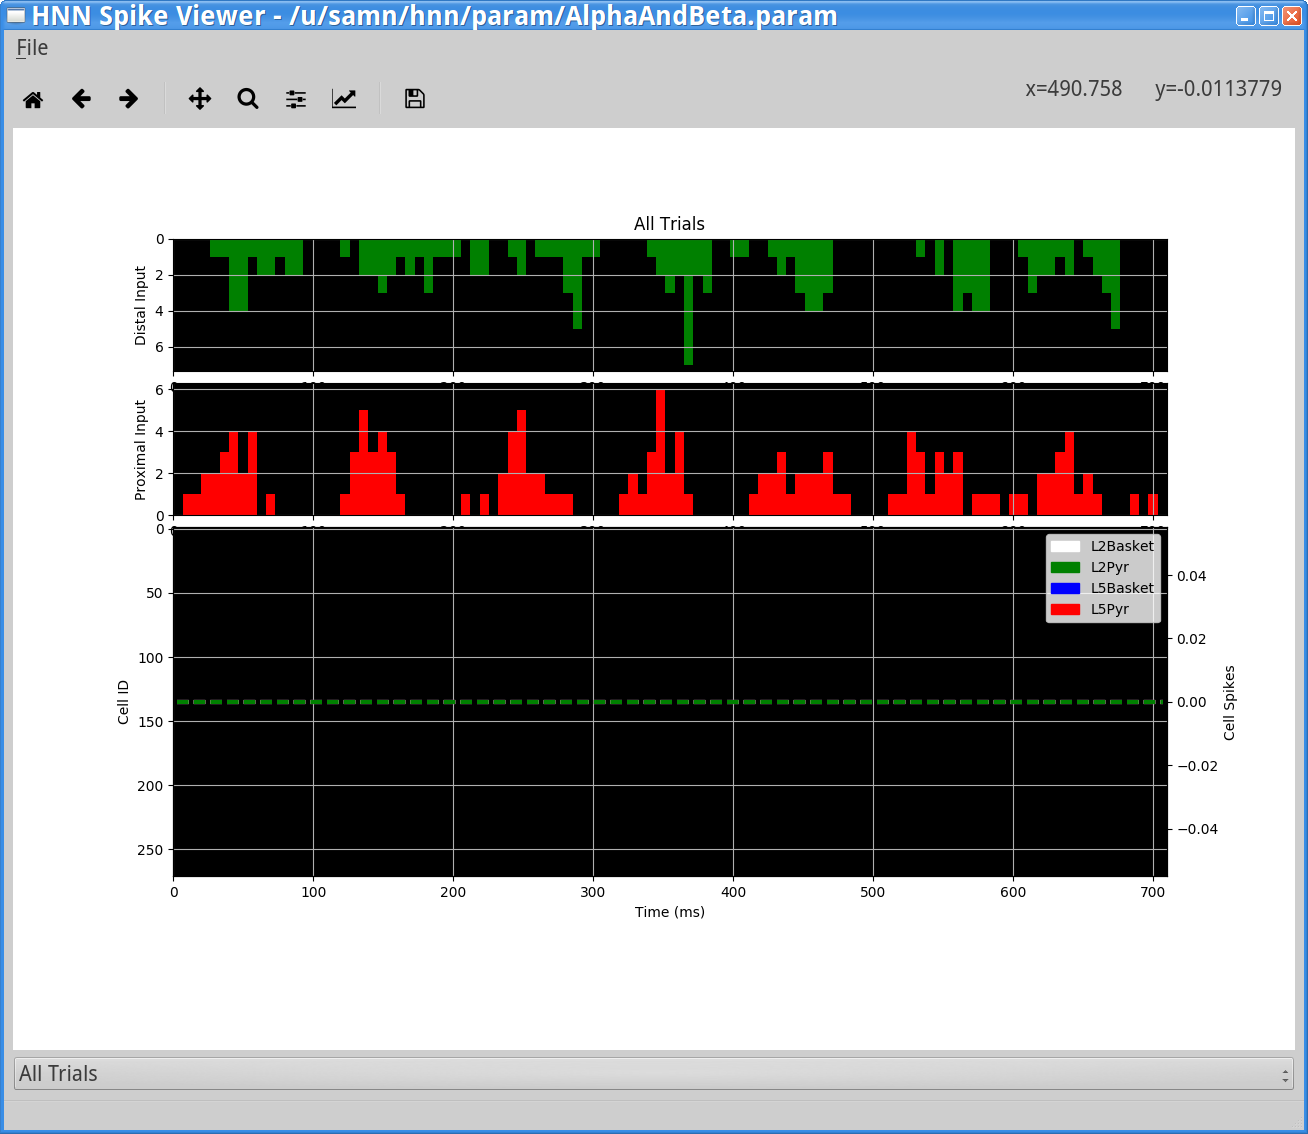 HNN Spike Viewer - /u/samn/hnn/param/AlphaAndBeta.param
File
x=490.758 y=-0.0113779
All Trials
0
2
4
6
Distal Input
6
4
2
0
Proximal Input
0
50
100
150
200
250
Cell ID
L2Basket
L2Pyr
L5Basket
L5Pyr
0.04
0.02
0.00
−0.02
−0.04
Cell Spikes
0 100 200 300 400 500 600 700
Time (ms)
All Trials